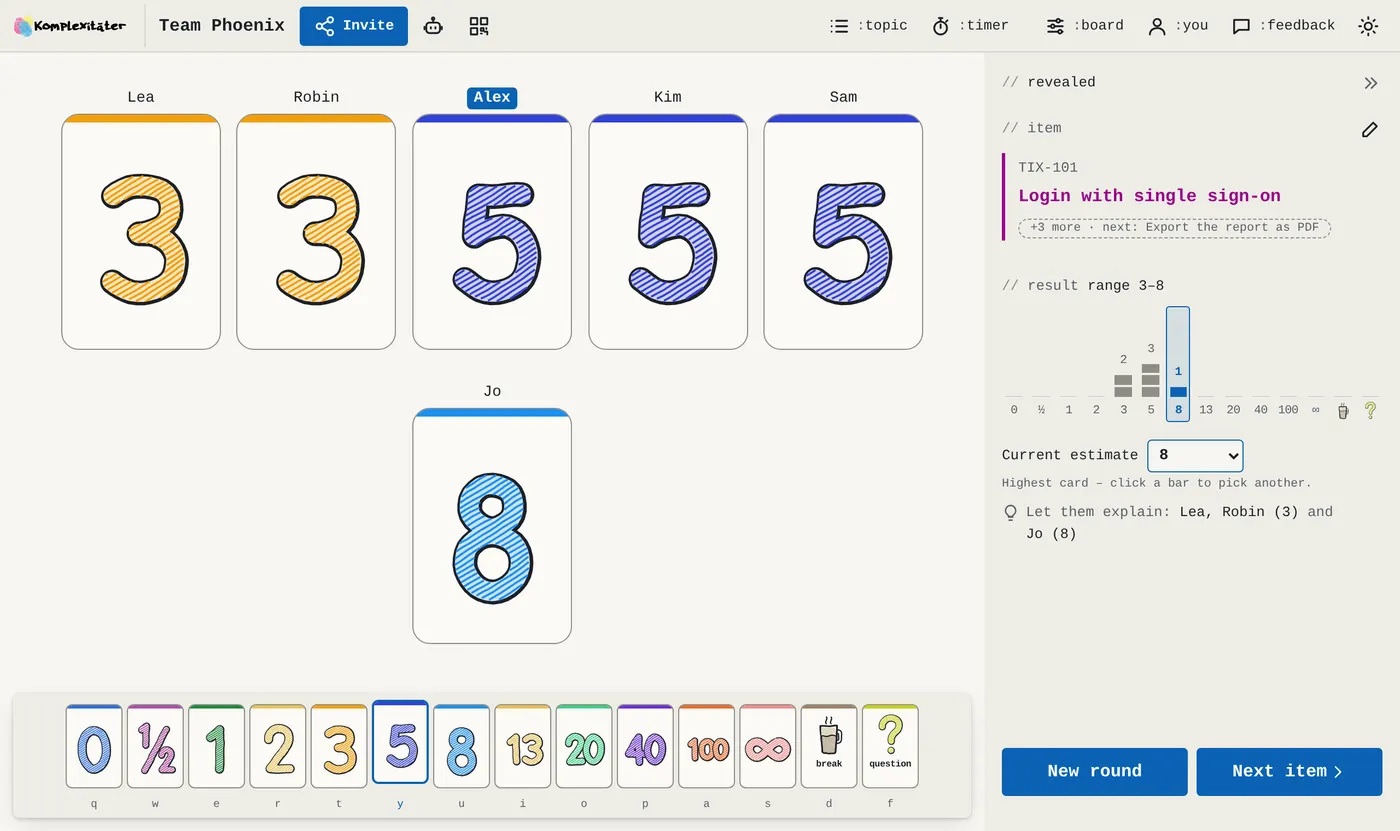 Komplexitäter Team Phoenix Invite :topic :timer :board :you :feedback
Lea Robin Alex Kim Sam
3 3 5 5 5
Jo
8
0 ½ 1 2 3 5 8 13 20 40 100 ∞ break ? question
q w e r t y u i o p a s d f
// revealed
// item
TIX-101
Login with single sign-on
+3 more · next: Export the report as PDF
// result range 3–8
2 3 1
0 ½ 1 2 3 5 8 13 20 40 100 ∞ ?
Current estimate 8
Highest card – click a bar to pick another.
Let them explain: Lea, Robin (3) and
Jo (8)
New round Next item